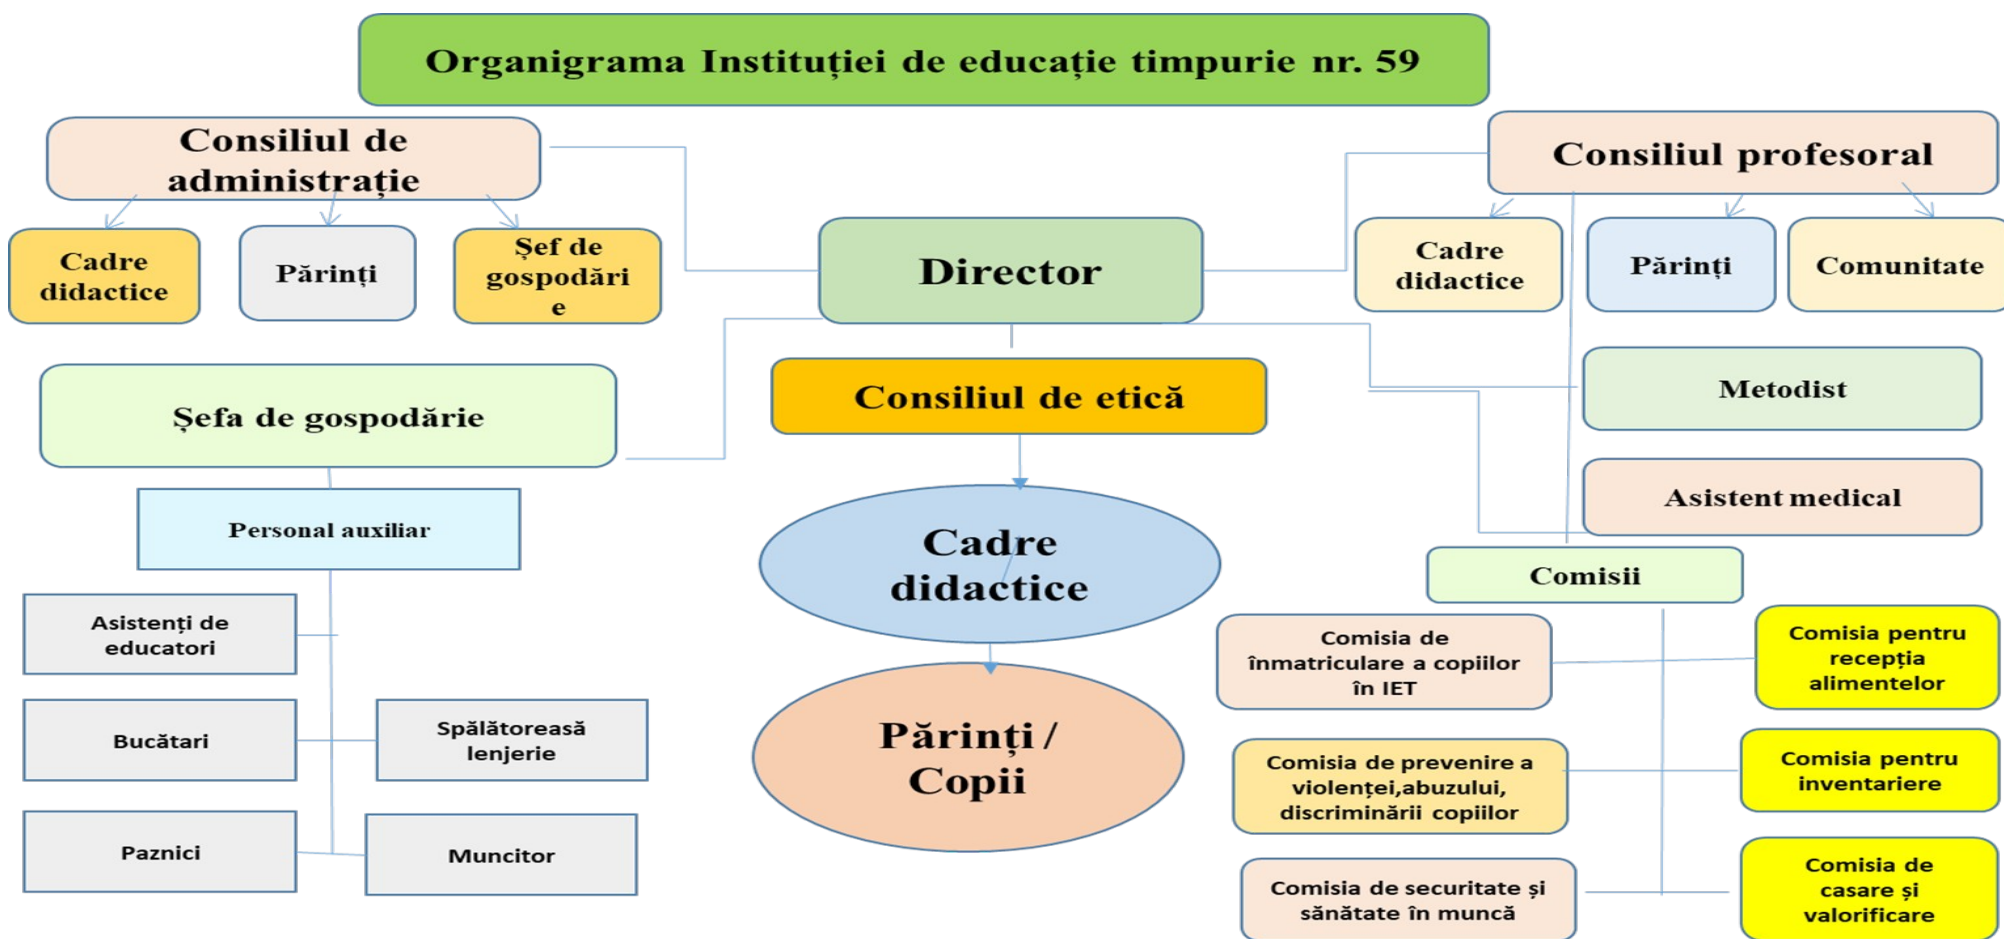 Organigrama Instituției de educație timpurie nr. 59
Consiliul de
administrație
Consiliul profesoral
Cadre
didactice
Părinți
Șef de
gospodări
e
Director
Cadre
didactice
Părinți
Comunitate
Șefa de gospodărie
Consiliul de etică
Metodist
Asistent medical
Personal auxiliar
Cadre
didactice
Comisii
Asistenți de
educatori
Bucătari
Spălătoreasă
lenjerie
Paznici
Muncitor
Părinți /
Copii
Comisia de
înmatriculare a copiilor
în IET
Comisia pentru
recepția
alimentelor
Comisia de prevenire a
violenței,abuzului,
discriminării copiilor
Comisia pentru
inventariere
Comisia de securitate și
sănătate în muncă
Comisia de
casare și
valorificare